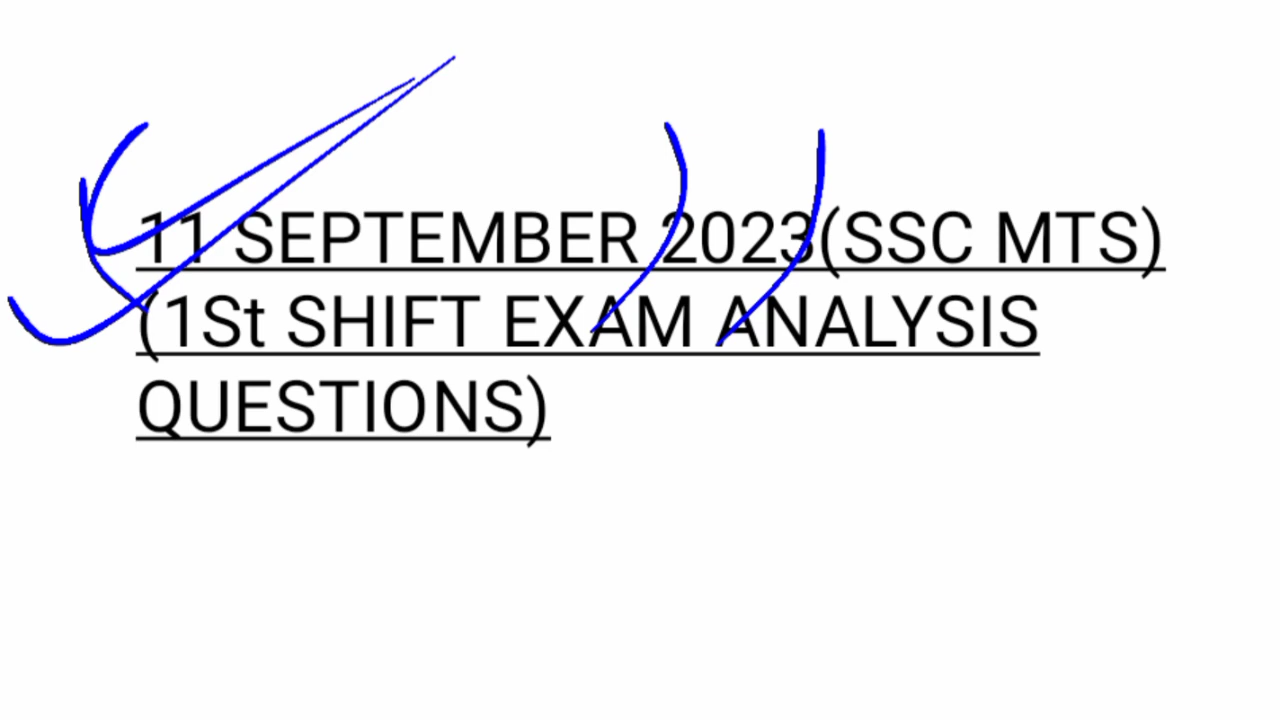 11 SEPTEMBER 2023(SSC MTS)
(1St SHIFT EXAM ANALYSIS
QUESTIONS)